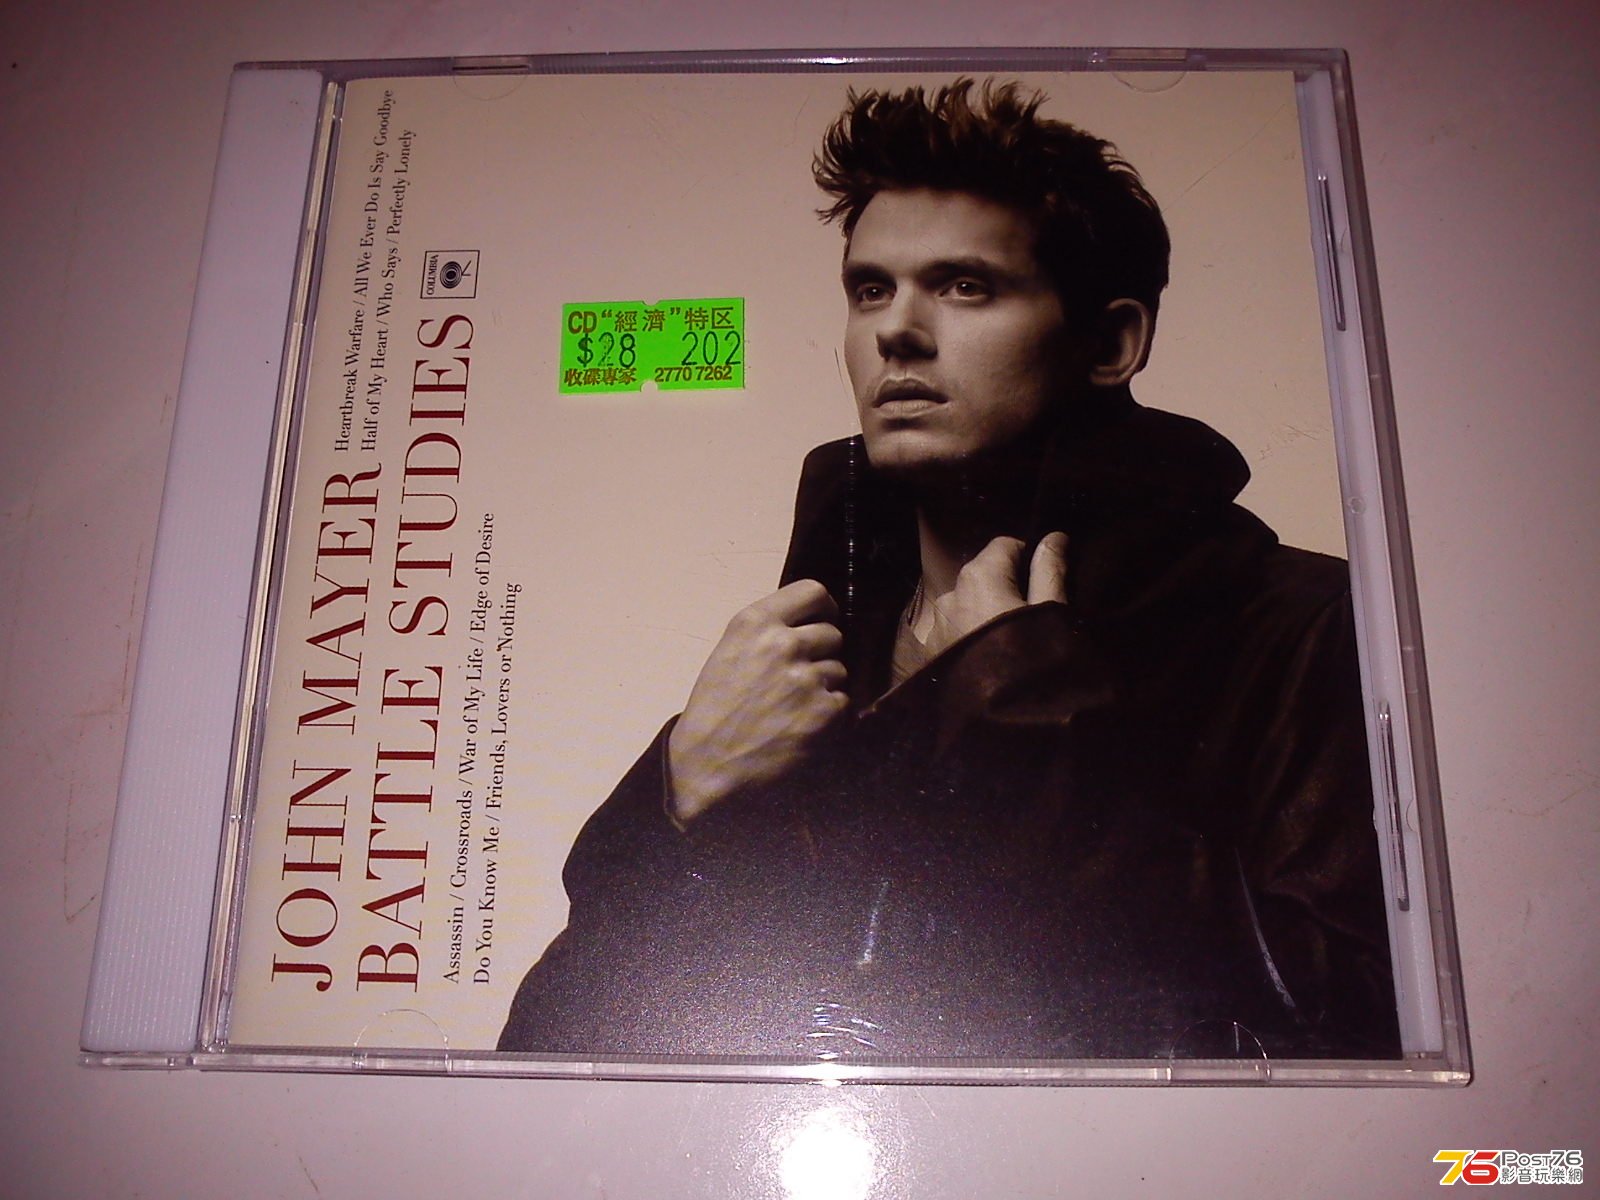 JOHN MAYER
Heartbreak Warfare / All We Ever Do Is Say Goodbye
Half of My Heart / Who Says / Perfectly Lonely
BATTLE STUDIES
COLUMBIA
Assassin / Crossroads / War of My Life / Edge of Desire
Do You Know Me / Friends, Lovers or Nothing
CD“經濟”特区
$28 202
收碟專家 2770 7262
76 Post76
影音玩樂網